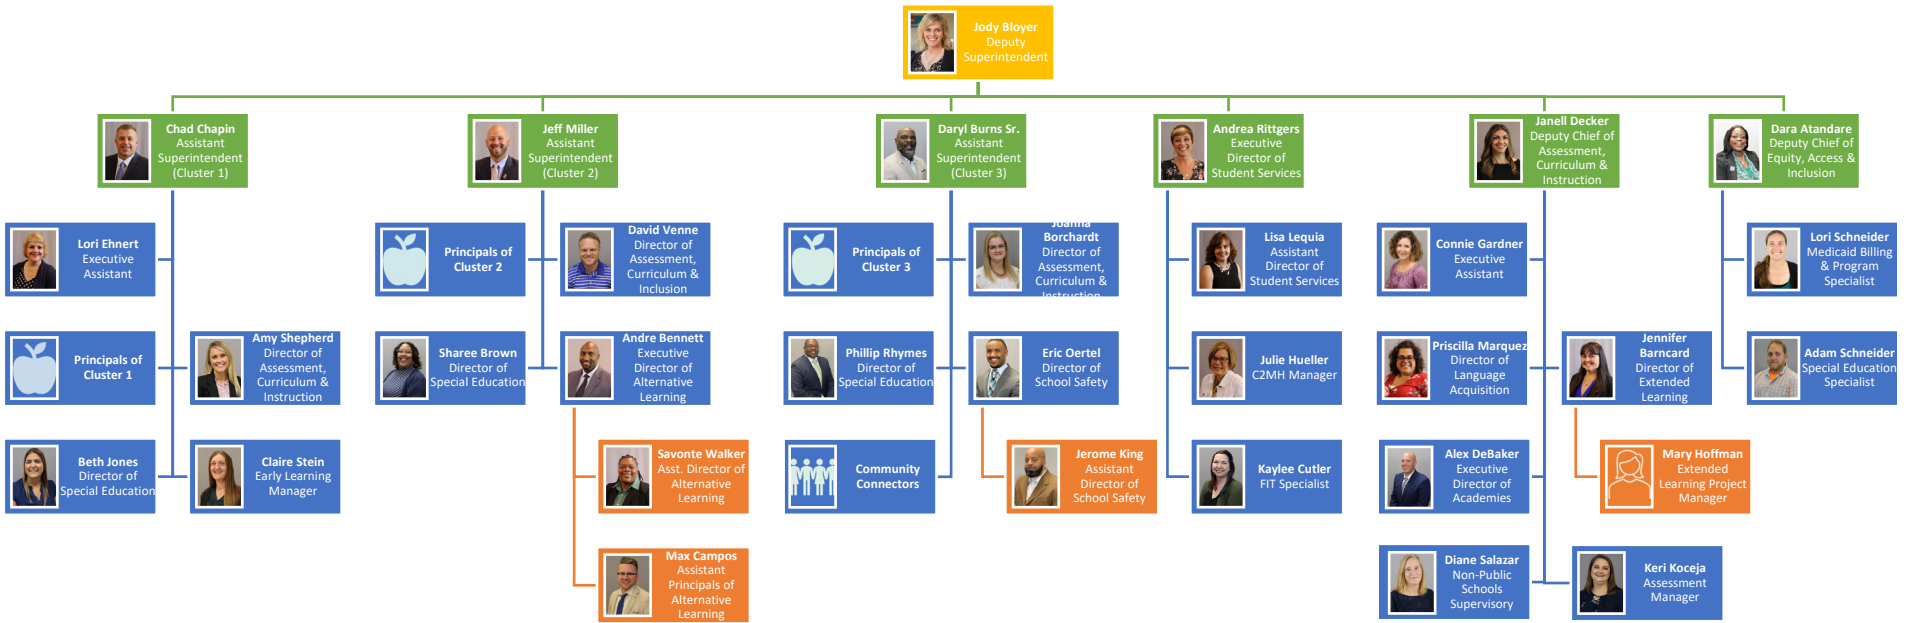 Jody Bloyer
Deputy
Superintendent
Chad Chapin
Assistant
Superintendent
(Cluster 1)
Jeff Miller
Assistant
Superintendent
(Cluster 2)
Daryl Burns Sr.
Assistant
Superintendent
(Cluster 3)
Andrea Rittgers
Executive
Director of
Student Services
Janell Decker
Deputy Chief of
Assessment,
Curriculum &
Instruction
Dara Atandare
Deputy Chief of
Equity, Access &
Inclusion
Lori Ehnert
Executive
Assistant
Principals of
Cluster 2
David Venne
Director of
Assessment,
Curriculum &
Inclusion
Principals of
Cluster 3
Joanna
Borchardt
Director of
Assessment,
Curriculum &
Instruction
Lisa Lequia
Assistant
Director of
Student Services
Connie Gardner
Executive
Assistant
Lori Schneider
Medicaid Billing
& Program
Specialist
Principals of
Cluster 1
Amy Shepherd
Director of
Assessment,
Curriculum &
Instruction
Sharee Brown
Director of
Special Education
Andre Bennett
Executive
Director of
Alternative
Learning
Phillip Rhymes
Director of
Special Education
Eric Oertel
Director of
School Safety
Julie Hueller
C2MH Manager
Priscilla Marquez
Director of
Language
Acquisition
Jennifer
Barncard
Director of
Extended
Learning
Adam Schneider
Special Education
Specialist
Beth Jones
Director of
Special Education
Claire Stein
Early Learning
Manager
Savonte Walker
Asst. Director of
Alternative
Learning
Community
Connectors
Jerome King
Assistant
Director of
School Safety
Kaylee Cutler
FIT Specialist
Alex DeBaker
Executive
Director of
Academies
Mary Hoffman
Extended
Learning Project
Manager
Max Campos
Assistant
Principals of
Alternative
Learning
Diane Salazar
Non-Public
Schools
Supervisory
Keri Koceja
Assessment
Manager